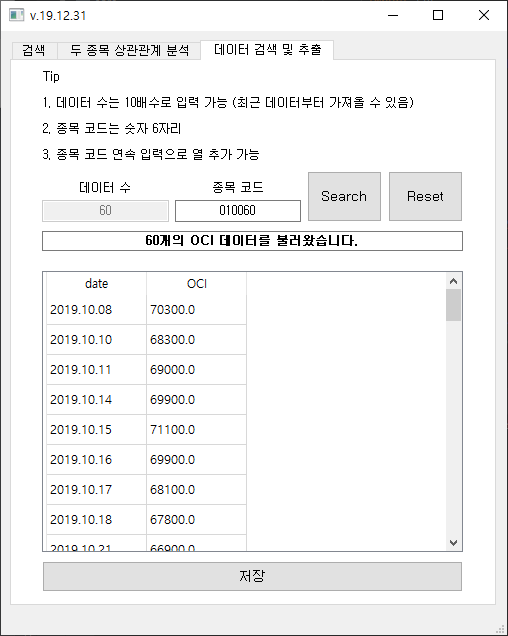 v.19.12.31
검색 두 종목 상관관계 분석 데이터 검색 및 추출
Tip
1. 데이터 수는 10배수로 입력 가능 (최근 데이터부터 가져올 수 있음)
2. 종목 코드는 숫자 6자리
3. 종목 코드 연속 입력으로 열 추가 가능
데이터 수 종목 코드
60 010060 Search Reset
60개의 OCI 데이터를 불러왔습니다.
date OCI
2019.10.08 70300.0
2019.10.10 68300.0
2019.10.11 69000.0
2019.10.14 69900.0
2019.10.15 71100.0
2019.10.16 69900.0
2019.10.17 68100.0
2019.10.18 67800.0
2019.10.21 66900.0
저장